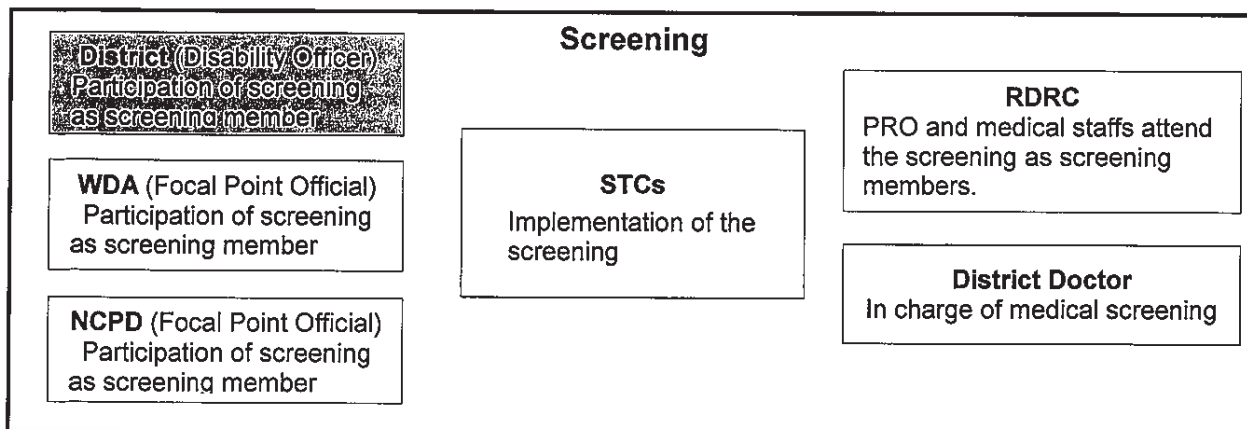 Screening
District (Disability Officer)
Participation of screening
as screening member
WDA (Focal Point Official)
Participation of screening
as screening member
NCPD (Focal Point Official)
Participation of screening
as screening member
STCs
Implementation of the
screening
RDRC
PRO and medical staffs attend
the screening as screening
members.
District Doctor
In charge of medical screening